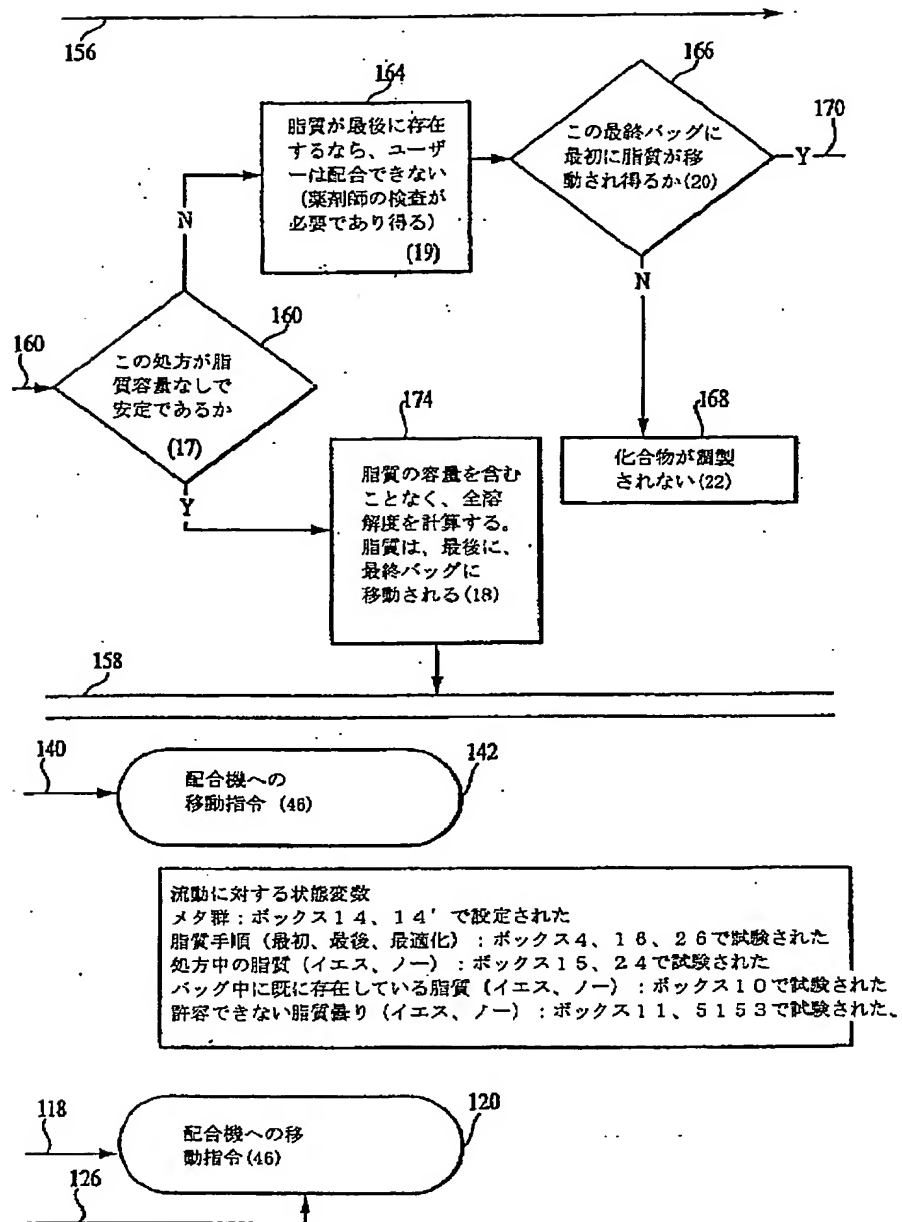 156
164
脂質が最後に存在
するなら、ユーザ
ーは配合できない
(薬剤師の検査が
必要であり得る)
(19)
166
この最終バッグに
最初に脂質が移
動され得るか(20)
Y
170
N
N
160
160
この処方が脂
質容量なしで
安定であるか
(17)
Y
174
脂質の容量を含む
ことなく、全溶
解度を計算する。
脂質は、最後に、
最終バッグに
移動される(18)
168
化合物が調製
されない(22)
158
140
142
配合機への
移動指令 (46)
流動に対する状態変数
メタ群:ボックス14、14'で設定された
脂質手順(最初、最後、最適化):ボックス4、16、26で試験された
処方中の脂質(イエス、ノー):ボックス15、24で試験された
バッグ中に既に存在している脂質(イエス、ノー):ボックス10で試験された
許容できない脂質曇り(イエス、ノー):ボックス11、5153で試験された、
118
120
配合機への移
動指令(46)
126